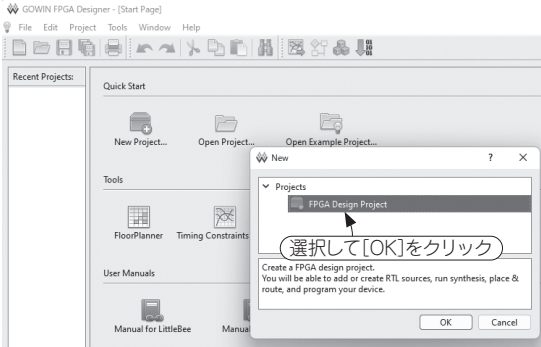 GOWIN FPGA Designer - [Start Page]
File Edit Project Tools Window Help
Recent Projects:
Quick Start
New Project...
Open Project...
Open Example Project...
Tools
FloorPlanner
Timing Constraints
User Manuals
Manual for LittleBee
Manual
New
? X
Projects
FPGA Design Project
選択して[OK]をクリック
Create a FPGA design project.
You will be able to add or create RTL sources, run synthesis, place &
route, and program your device.
OK
Cancel